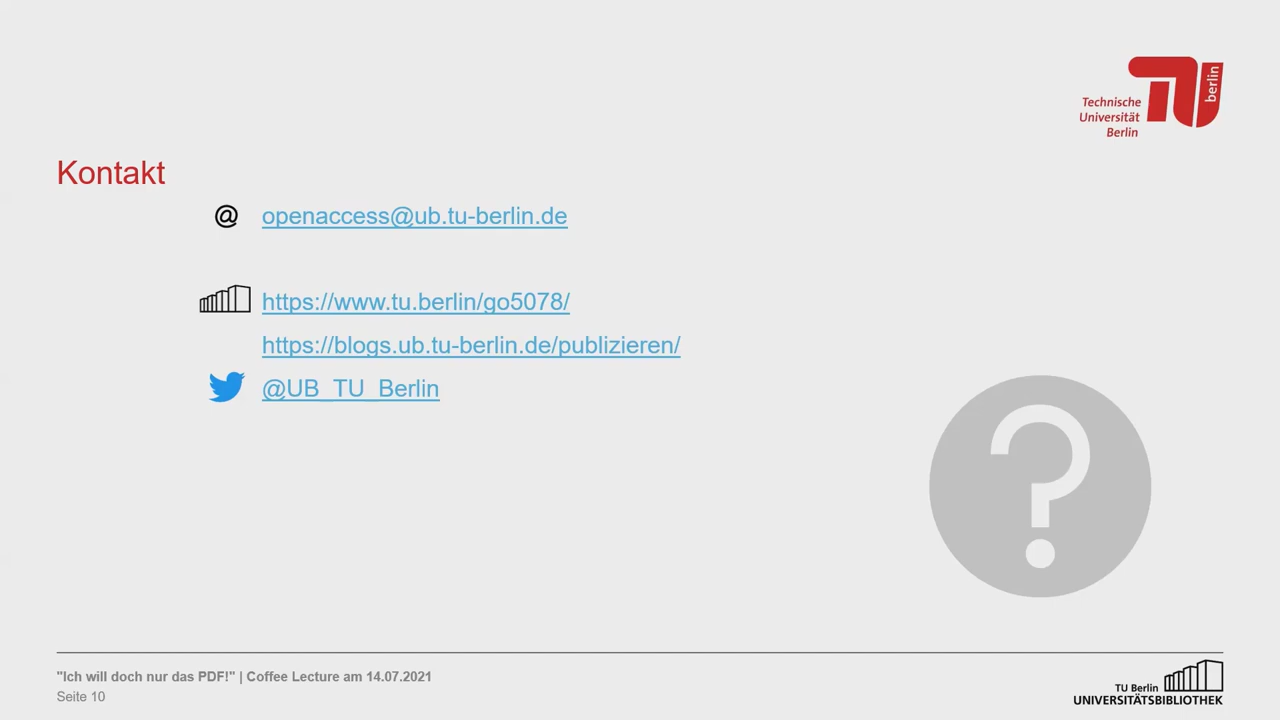 Technische
Universität
Berlin
berlin
Kontakt
@ openaccess@ub.tu-berlin.de
https://www.tu.berlin/go5078/
https://blogs.ub.tu-berlin.de/publizieren/
@UB_TU_Berlin
?
"Ich will doch nur das PDF!" | Coffee Lecture am 14.07.2021
Seite 10
TU Berlin
UNIVERSITÄTSBIBLIOTHEK